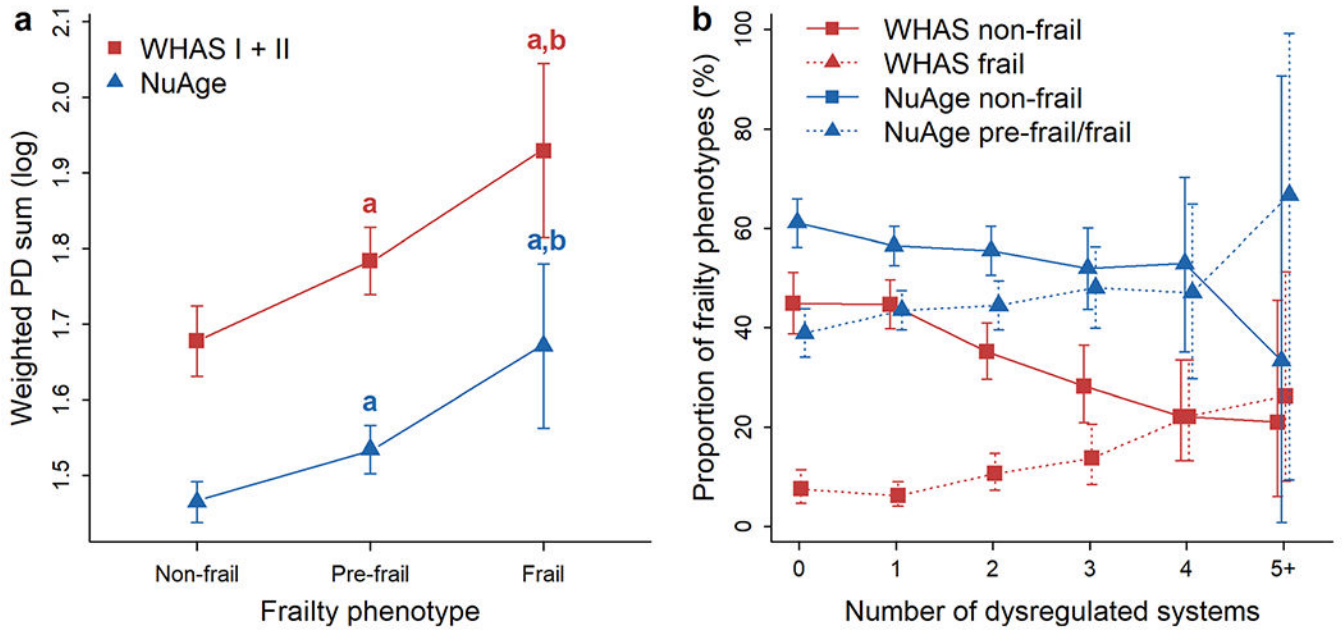 a
WHAS I + II
NuAge
Weighted PD sum (log)
2.1
2.0
1.9
1.8
1.7
1.6
1.5
a
a,b
a
a,b
Non-frail Pre-frail Frail
Frailty phenotype
b
WHAS non-frail
WHAS frail
NuAge non-frail
NuAge pre-frail/frail
Proportion of frailty phenotypes (%)
100
80
60
40
20
0
0 1 2 3 4 5+
Number of dysregulated systems